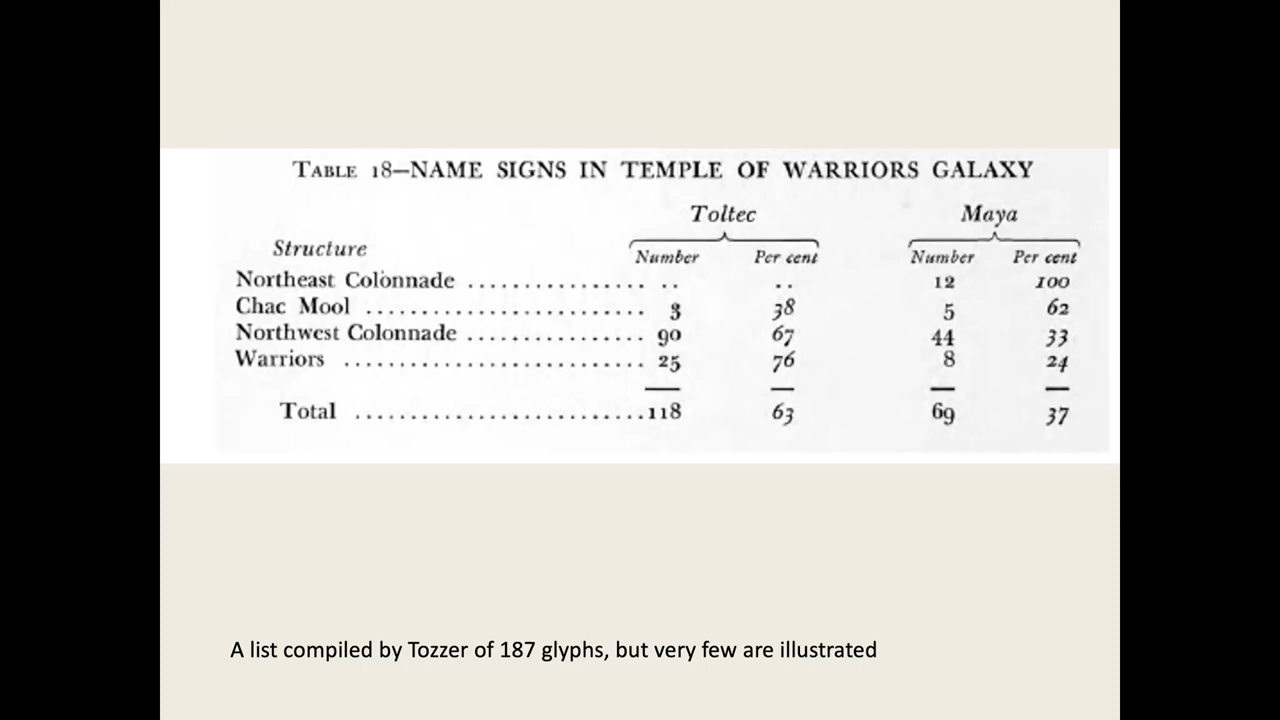 TABLE 18—NAME SIGNS IN TEMPLE OF WARRIORS GALAXY
Toltec Maya
Structure Number Per cent Number Per cent
Northeast Colonnade ................ .. .. 12 100
Chac Mool ......................... 3 38 5 62
Northwest Colonnade ................ 90 67 44 33
Warriors ........................... 25 76 8 24
Total ..........................118 63 69 37
A list compiled by Tozzer of 187 glyphs, but very few are illustrated